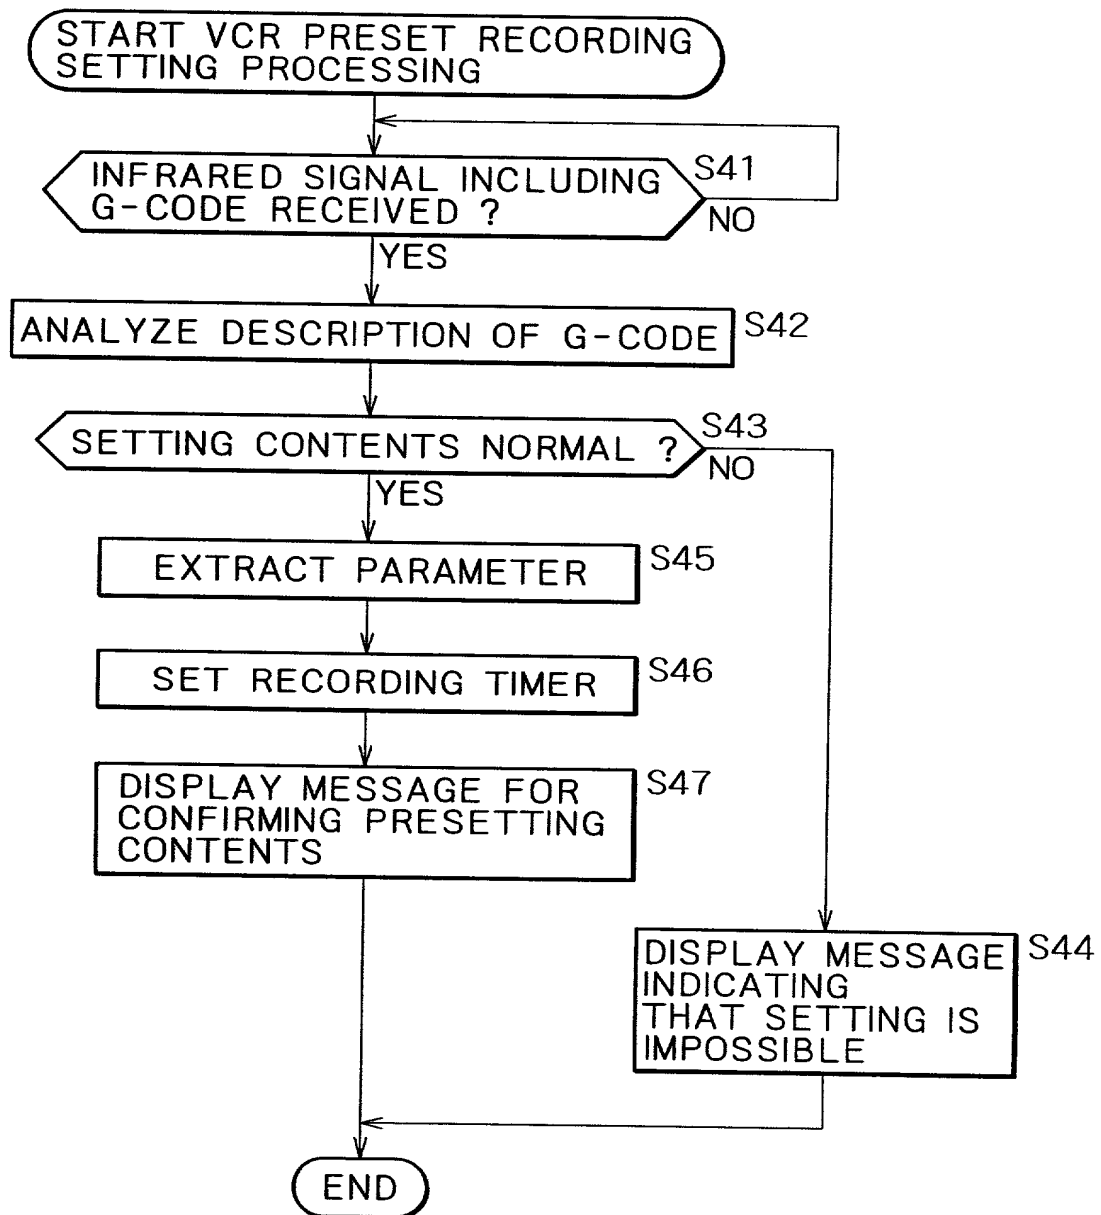 START VCR PRESET RECORDING
SETTING PROCESSING
INFRARED SIGNAL INCLUDING
G-CODE RECEIVED ?
S41
NO
YES
ANALYZE DESCRIPTION OF G-CODE
S42
SETTING CONTENTS NORMAL ?
S43
NO
YES
EXTRACT PARAMETER
S45
SET RECORDING TIMER
S46
DISPLAY MESSAGE FOR
CONFIRMING PRESETTING
CONTENTS
S47
DISPLAY MESSAGE
INDICATING
THAT SETTING IS
IMPOSSIBLE
S44
END